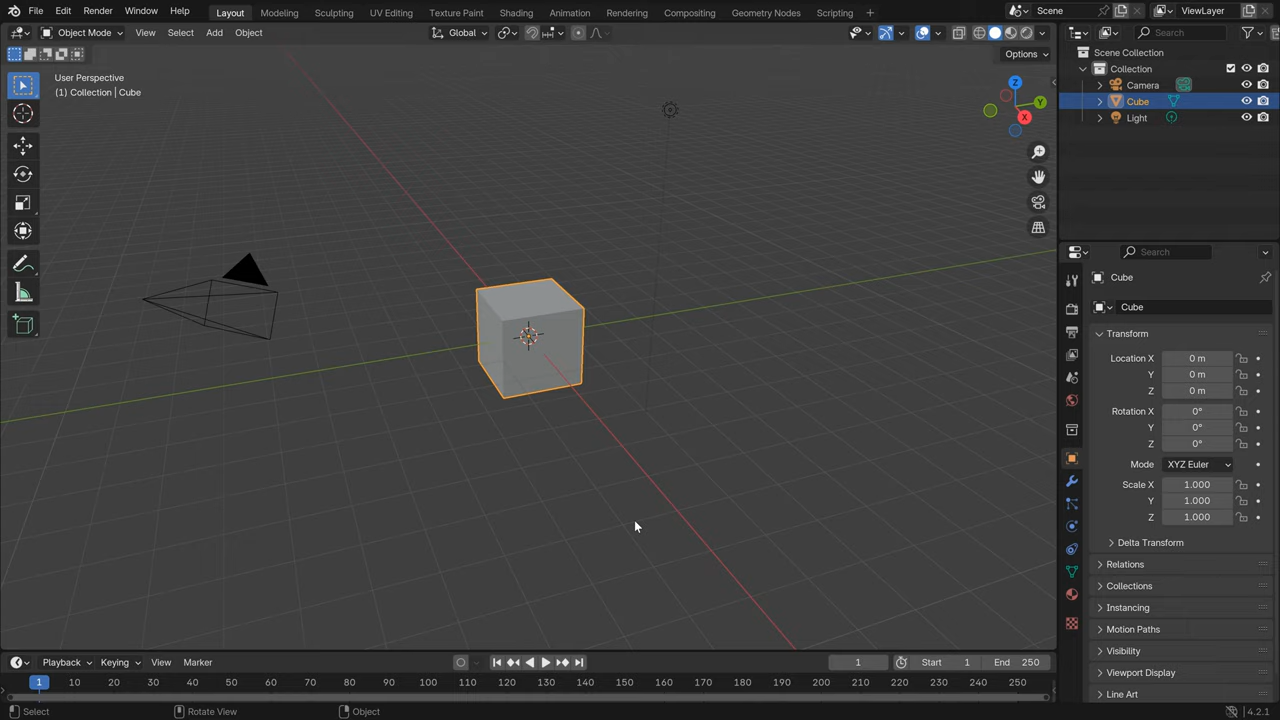 File Edit Render Window Help Layout Modeling Sculpting UV Editing Texture Paint Shading Animation Rendering Compositing Geometry Nodes Scripting + Scene ViewLayer
Object Mode View Select Add Object Global Search
Options
User Perspective
(1) Collection | Cube
Z
Y
X
Scene Collection
Collection
Camera
Cube
Light
Search
Cube
Cube
Transform
Location X 0 m
Y 0 m
Z 0 m
Rotation X 0°
Y 0°
Z 0°
Mode XYZ Euler
Scale X 1.000
Y 1.000
Z 1.000
Delta Transform
Relations
Collections
Instancing
Motion Paths
Visibility
Viewport Display
Line Art
Playback Keying View Marker 1 Start 1 End 250
1 10 20 30 40 50 60 70 80 90 100 110 120 130 140 150 160 170 180 190 200 210 220 230 240 250
Select Rotate View Object 4.2.1